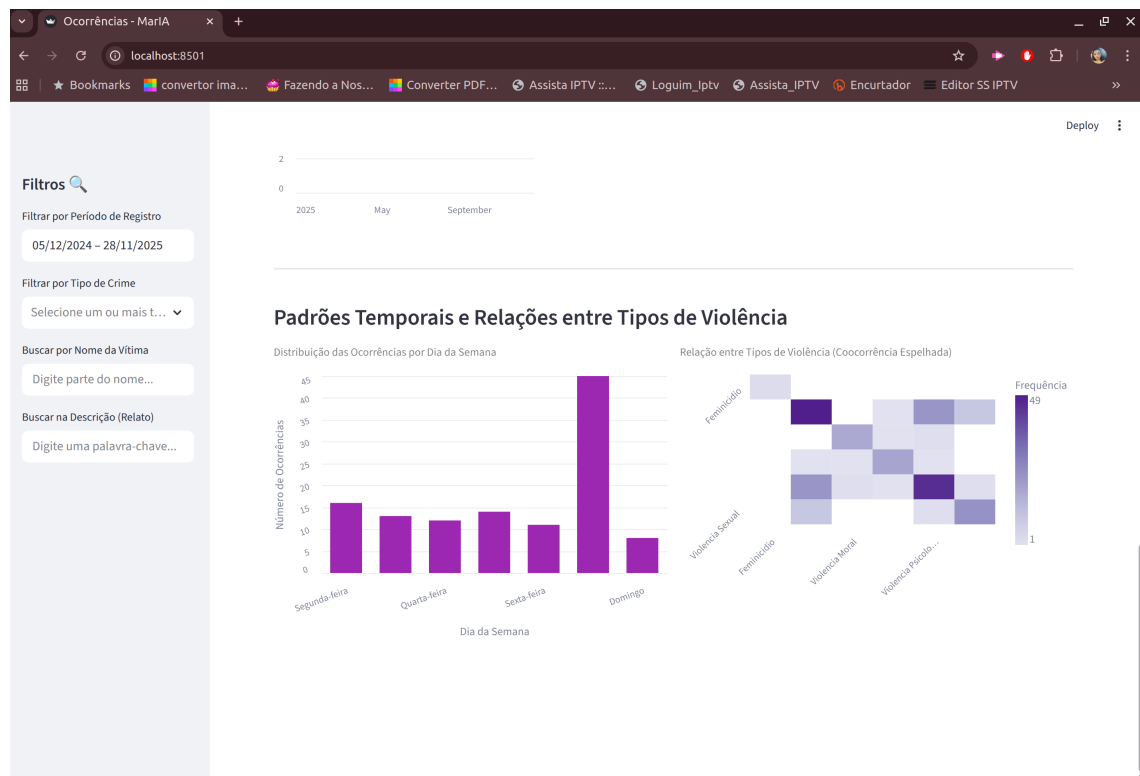 Ocorrências - MarIA
localhost:8501
Bookmarks
convertor ima...
Fazendo a Nos...
Converter PDF...
Assista IPTV ::...
Loguim_Iptv
Assista_IPTV
Encurtador
Editor SS IPTV
»
Deploy
Filtros
Filtrar por Período de Registro
05/12/2024 – 28/11/2025
Filtrar por Tipo de Crime
Selecione um ou mais t...
Buscar por Nome da Vítima
Digite parte do nome...
Buscar na Descrição (Relato)
Digite uma palavra-chave...
2
0
2025 May September
Padrões Temporais e Relações entre Tipos de Violência
Distribuição das Ocorrências por Dia da Semana
Número de Ocorrências
45
40
35
30
25
20
15
10
5
0
Segunda-feira Quarta-feira Sexta-feira Domingo
Dia da Semana
Relação entre Tipos de Violência (Coocorrência Espelhada)
Feminicidio
Violencia Sexual
Feminicidio Violencia Moral Violencia Psicolo...
Frequência
49
1